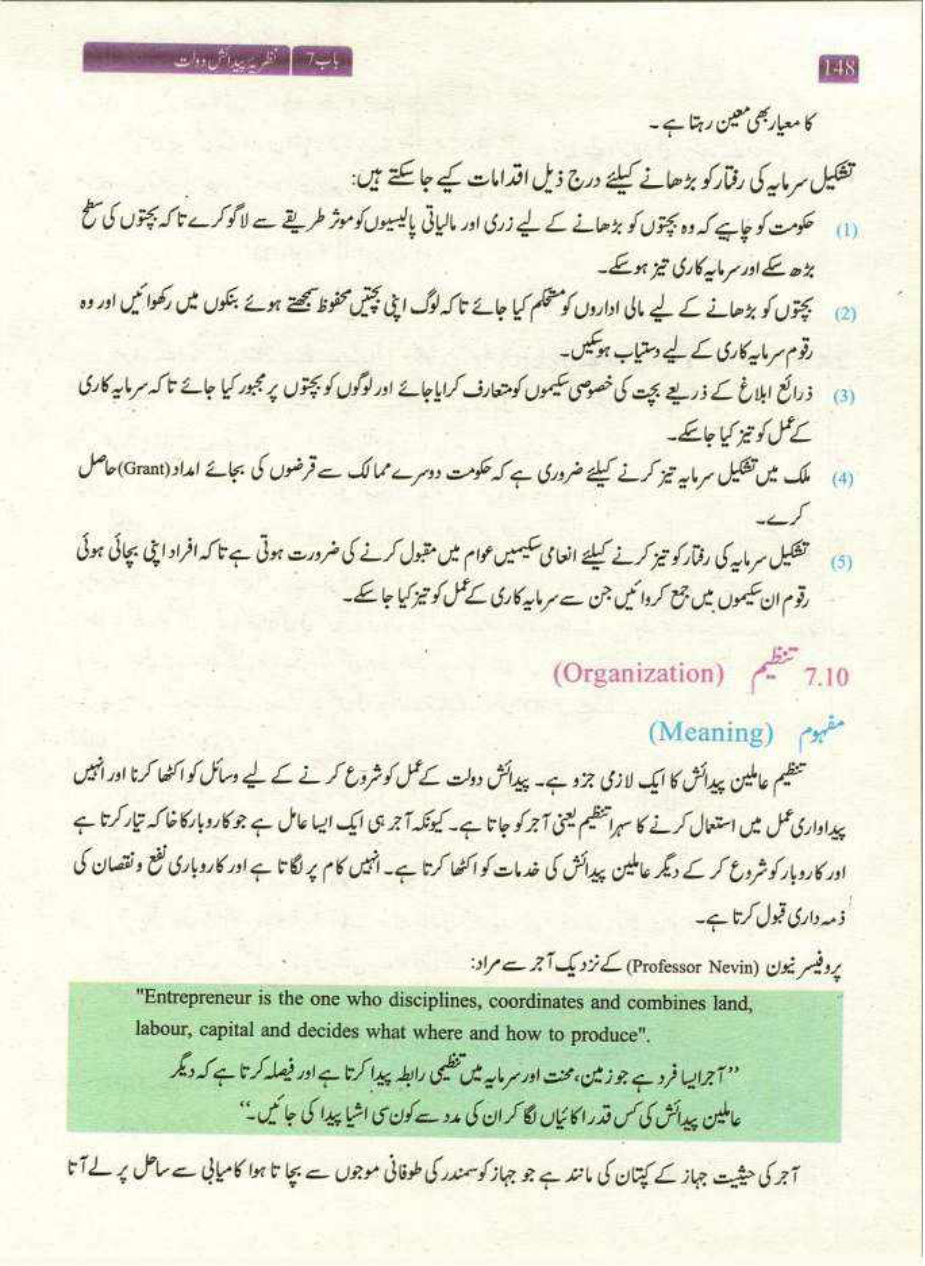 148
باب 7 نظریہ پیدائش دولت
کا معیار بھی معین رہتا ہے ۔
تشکیل سرمایہ کی رفتار کو بڑھانے کیلئے درج ذیل اقدامات کیے جا سکتے ہیں:
(1) حکومت کو چاہیے کہ وہ بچتوں کو بڑھانے کے لیے زری اور مالیاتی پالیسیوں کو موثر طریقے سے لاگو کرے تاکہ بچتوں کی سطح
بڑھ سکے اور سرمایہ کاری تیز ہو سکے۔
(2) بچتوں کو بڑھانے کے لیے مالی اداروں کو مستحکم کیا جائے تاکہ لوگ اپنی بچتیں محفوظ سمجھتے ہوئے بنکوں میں رکھوائیں اور وہ
رقوم سرمایہ کاری کے لیے دستیاب ہو سکیں۔
(3) ذرائع ابلاغ کے ذریعے بچت کی خصوصی سکیموں کو متعارف کرایا جائے اور لوگوں کو بچتوں پر مجبور کیا جائے تاکہ سرمایہ کاری
کے عمل کو تیز کیا جا سکے۔
(4) ملک میں تشکیل سرمایہ تیز کرنے کیلئے ضروری ہے کہ حکومت دوسرے ممالک سے قرضوں کی بجائے امداد (Grant) حاصل
کرے۔
(5) تشکیل سرمایہ کی رفتار کو تیز کرنے کیلئے انعامی سکیمیں عوام میں مقبول کرنے کی ضرورت ہوتی ہے تاکہ افراد اپنی بچائی ہوئی
رقوم ان سکیموں میں جمع کروائیں جن سے سرمایہ کاری کے عمل کو تیز کیا جا سکے۔
7.10 تنظیم (Organization)
مفہوم (Meaning)
تنظیم عاملین پیدائش کا ایک لازمی جزو ہے۔ پیدائش دولت کے عمل کو شروع کرنے کے لیے وسائل کو اکٹھا کرنا اور انہیں
پیداواری عمل میں استعمال کرنے کا سہرا تنظیم یعنی آجر کو جاتا ہے۔ کیونکہ آجر ہی ایک ایسا عامل ہے جو کاروبار کا خاکہ تیار کرتا ہے
اور کاروبار کو شروع کر کے دیگر عاملین پیدائش کی خدمات کو اکٹھا کرتا ہے۔ انہیں کام پر لگاتا ہے اور کاروباری نفع و نقصان کی
ذمہ داری قبول کرتا ہے۔
پروفیسر نیون (Professor Nevin) کے نزدیک آجر سے مراد:
"Entrepreneur is the one who disciplines, coordinates and combines land,
labour, capital and decides what where and how to produce".
”آجر ایسا فرد ہے جو زمین، محنت اور سرمایہ میں تنظیمی رابطہ پیدا کرتا ہے اور فیصلہ کرتا ہے کہ دیگر
عاملین پیدائش کی کس قدر اکائیاں لگا کر ان کی مدد سے کون سی اشیا پیدا کی جائیں۔“
آجر کی حیثیت جہاز کے کپتان کی مانند ہے جو جہاز کو سمندر کی طوفانی موجوں سے بچاتا ہوا کامیابی سے ساحل پر لے آتا